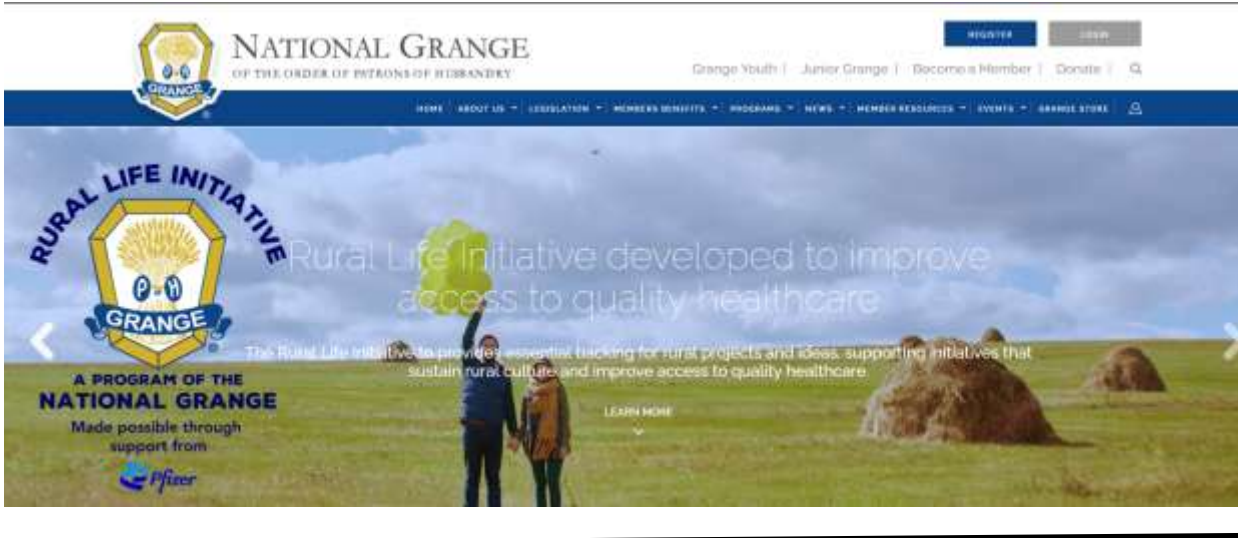 REGISTER
LOGIN
NATIONAL GRANGE
OF THE ORDER OF PATRONS OF HUSBANDRY
Grange Youth | Junior Grange | Become a Member | Donate |
P H
GRANGE
HOME ABOUT US LEGISLATION MEMBERS BENEFITS PROGRAMS NEWS MEMBER RESOURCES EVENTS GRANGE STORE
RURAL LIFE INITIATIVE
P H
GRANGE
A PROGRAM OF THE
NATIONAL GRANGE
Made possible through
support from
Pfizer
Rural Life Initiative developed to improve
access to quality healthcare
The Rural Life Initiative to provides essential backing for rural projects and ideas, supporting initiatives that
sustain rural culture and improve access to quality healthcare
LEARN MORE